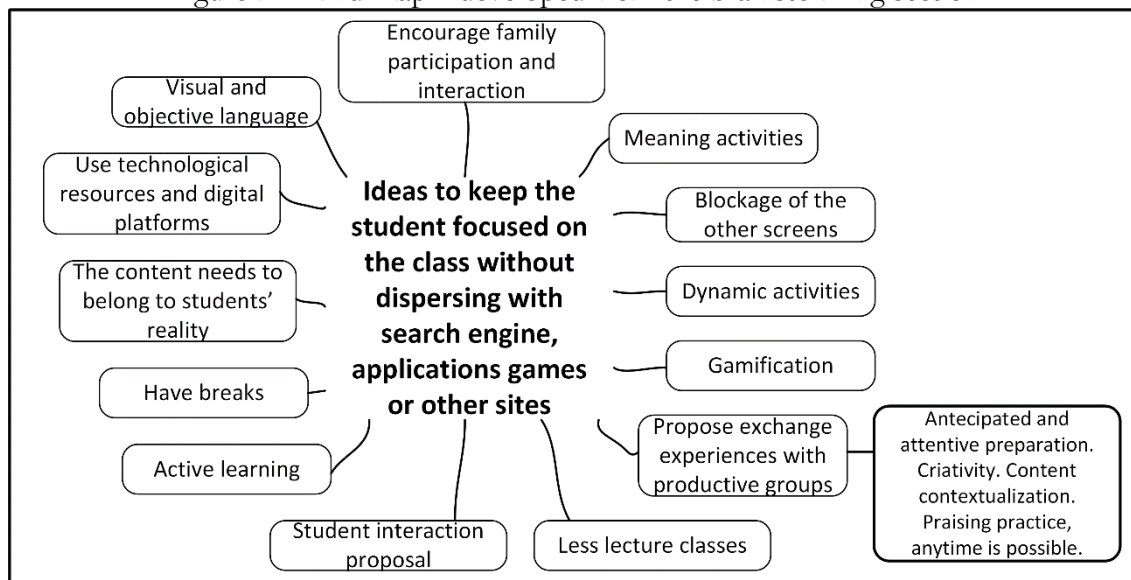 Encourage family
participation and
interaction
Visual and
objective language
Meaning activities
Use technological
resources and digital
platforms
Blockage of the
other screens
Ideas to keep the
student focused on
the class without
dispersing with
search engine,
applications games
or other sites
The content needs to
belong to students’
reality
Dynamic activities
Have breaks
Gamification
Active learning
Propose exchange
experiences with
productive groups
Antecipated and
attentive preparation.
Criativity. Content
contextualization.
Praising practice,
anytime is possible.
Student interaction
proposal
Less lecture classes